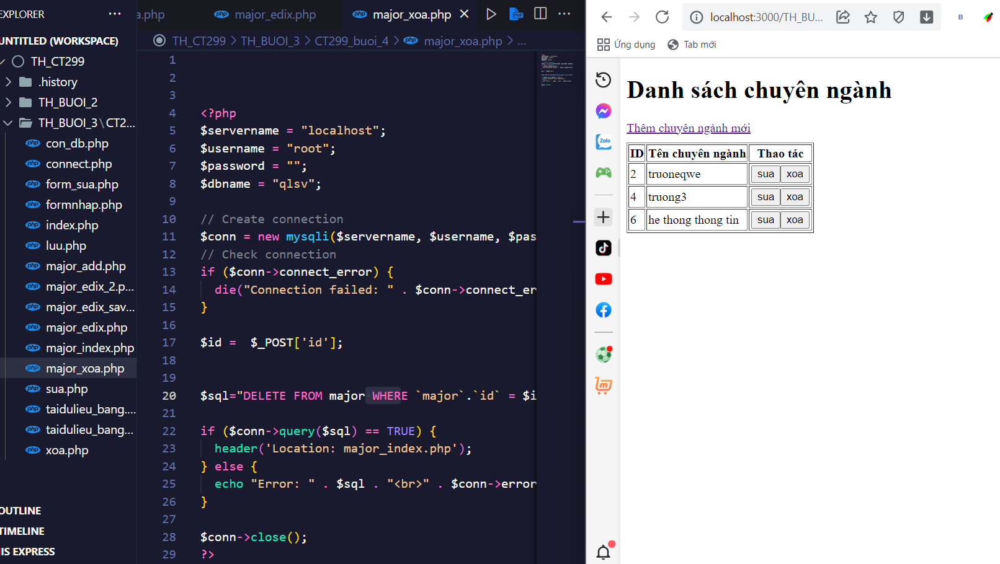 EXPLORER
UNTITLED (WORKSPACE)
TH_CT299
.history
TH_BUOI_2
TH_BUOI_3\CT2...
con_db.php
connect.php
form_sua.php
formnhap.php
index.php
luu.php
major_add.php
major_edix_2.p...
major_edix_sav...
major_edix.php
major_index.php
major_xoa.php
sua.php
taidulieu_bang....
taidulieu_bang...
xoa.php
OUTLINE
TIMELINE
IIS EXPRESS
a.php
major_edix.php
major_xoa.php
TH_CT299 > TH_BUOI_3 > CT299_buoi_4 > major_xoa.php > ...
1
2
3
4 <?php
5 $servername = "localhost";
6 $username = "root";
7 $password = "";
8 $dbname = "qlsv";
9
10 // Create connection
11 $conn = new mysqli($servername, $username, $pas
12 // Check connection
13 if ($conn->connect_error) {
14 die("Connection failed: " . $conn->connect_er
15 }
16
17 $id =  $_POST['id'];
18
19
20 $sql="DELETE FROM major WHERE `major`.`id` = $i
21
22 if ($conn->query($sql) == TRUE) {
23 header('Location: major_index.php');
24 } else {
25 echo "Error: " . $sql . "<br>" . $conn->error
26 }
27
28 $conn->close();
29 ?>
localhost:3000/TH_BU...
B
Ứng dụng
Tab mới
Zalo
Danh sách chuyên ngành
Thêm chuyên ngành mới
ID Tên chuyên ngành Thao tác
2 truoneqwe sua xoa
4 truong3 sua xoa
6 he thong thong tin sua xoa